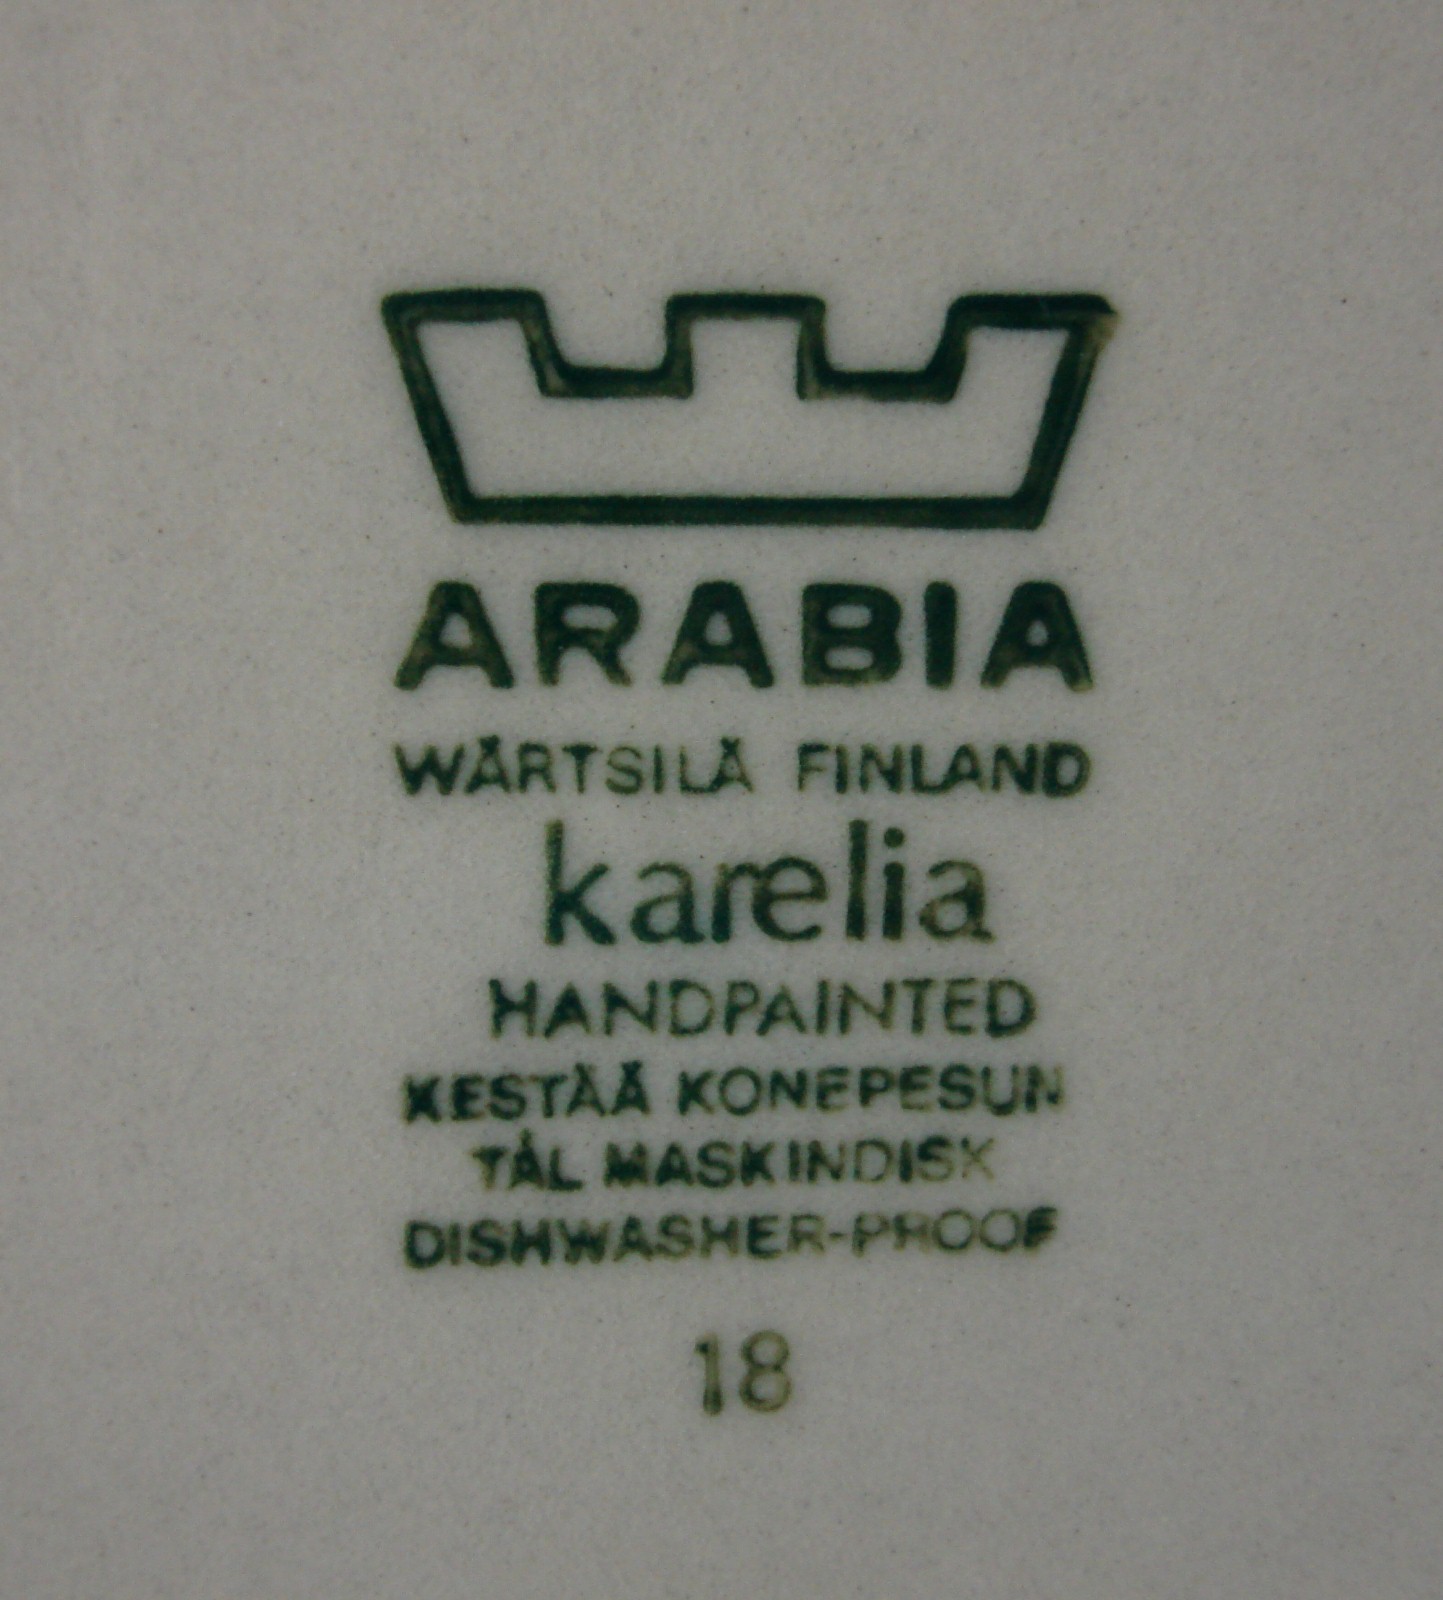 ARABIA
WÄRTSILÄ FINLAND
karelia
HANDPAINTED
KESTÄÄ KONEPESUN
TÅL MASKINDISK
DISHWASHER-PROOF
18